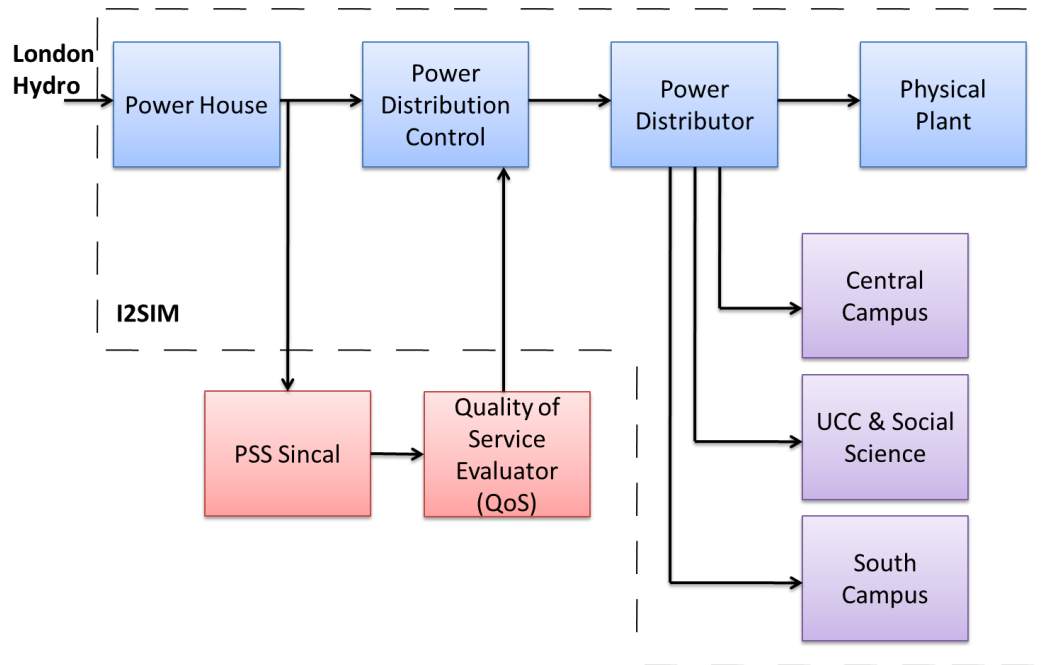 London
Hydro
Power House
Power
Distribution
Control
Power
Distributor
Physical
Plant
Central
Campus
I2SIM
PSS Sincal
Quality of
Service
Evaluator
(QoS)
UCC & Social
Science
South
Campus